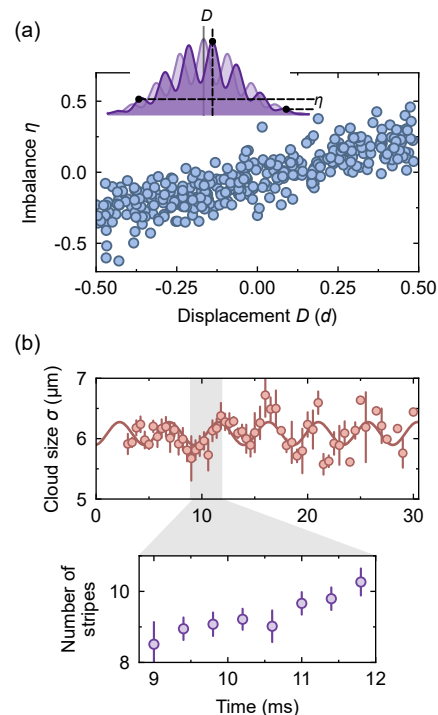 (a)
D
η
Imbalance η
0.5
0.0
-0.5
-0.50
-0.25
0.00
0.25
0.50
Displacement D (d)
(b)
Cloud size σ (μm)
7
6
5
0
10
20
30
Number of
stripes
10
8
9
10
11
12
Time (ms)